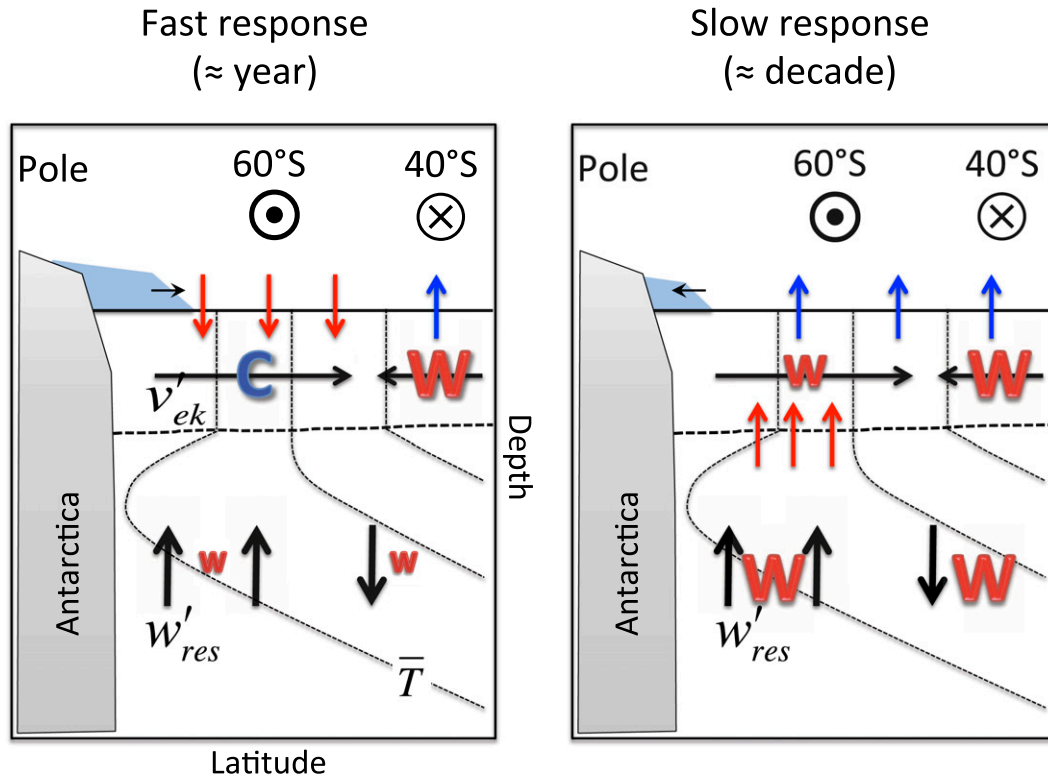 Fast response
(≈ year)
Slow response
(≈ decade)
Pole
60°S
40°S
C
W
v′ek
w
w
w′res
T̅
Antarctica
Latitude
Depth
Pole
60°S
40°S
w
W
W
W
w′res
Antarctica